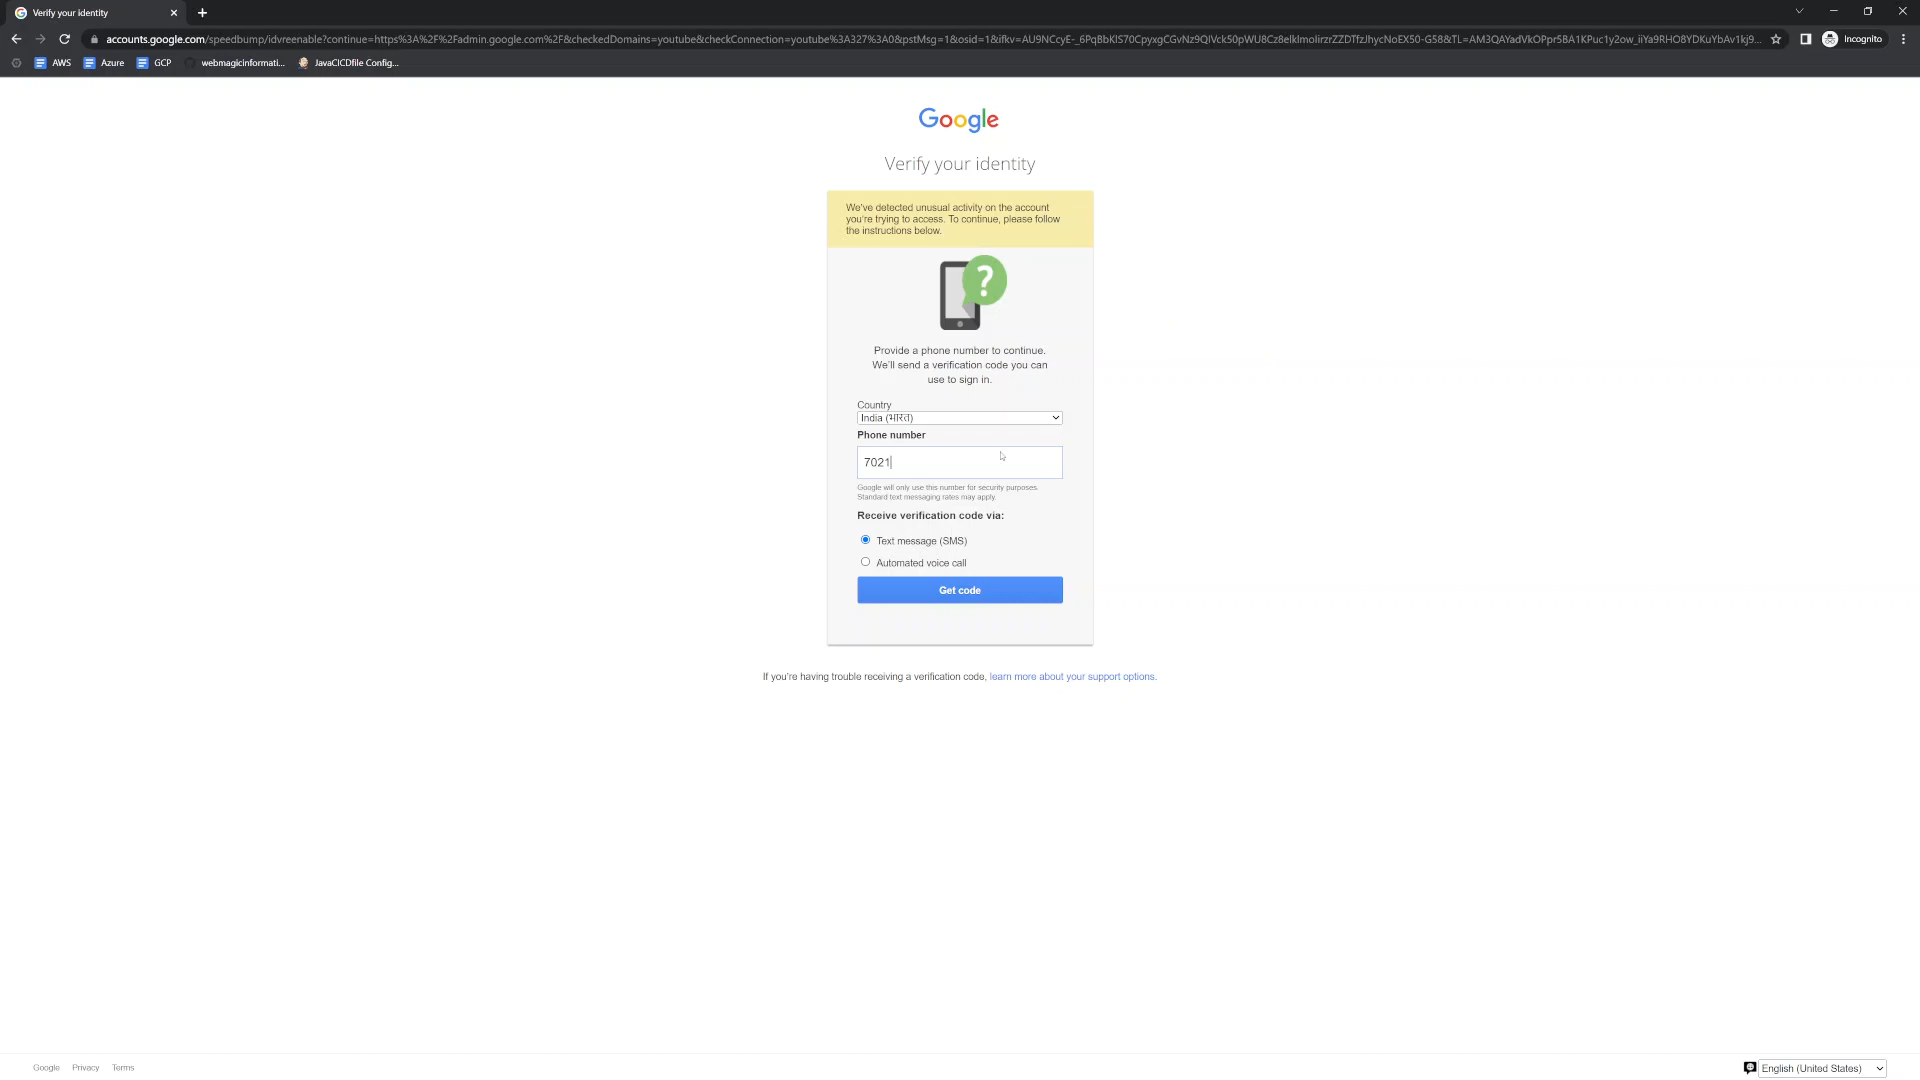 Verify your identity
accounts.google.com/speedbump/idvreenable?continue=https%3A%2F%2Fadmin.google.com%2F&checkedDomains=youtube&checkConnection=youtube%3A327%3A0&pstMsg=1&osid=1&ifkv=
Incognito
AWS
Azure
GCP
webmagicinformati...
JavaCICDfile Config...
Google
Verify your identity
We've detected unusual activity on the account
you're trying to access. To continue, please follow
the instructions below.
?
Provide a phone number to continue.
We'll send a verification code you can
use to sign in.
Country
India (भारत)
Phone number
7021
Google will only use this number for security purposes.
Standard text messaging rates may apply.
Receive verification code via:
Text message (SMS)
Automated voice call
Get code
If you're having trouble receiving a verification code, learn more about your support options.
Google Privacy Terms
English (United States)